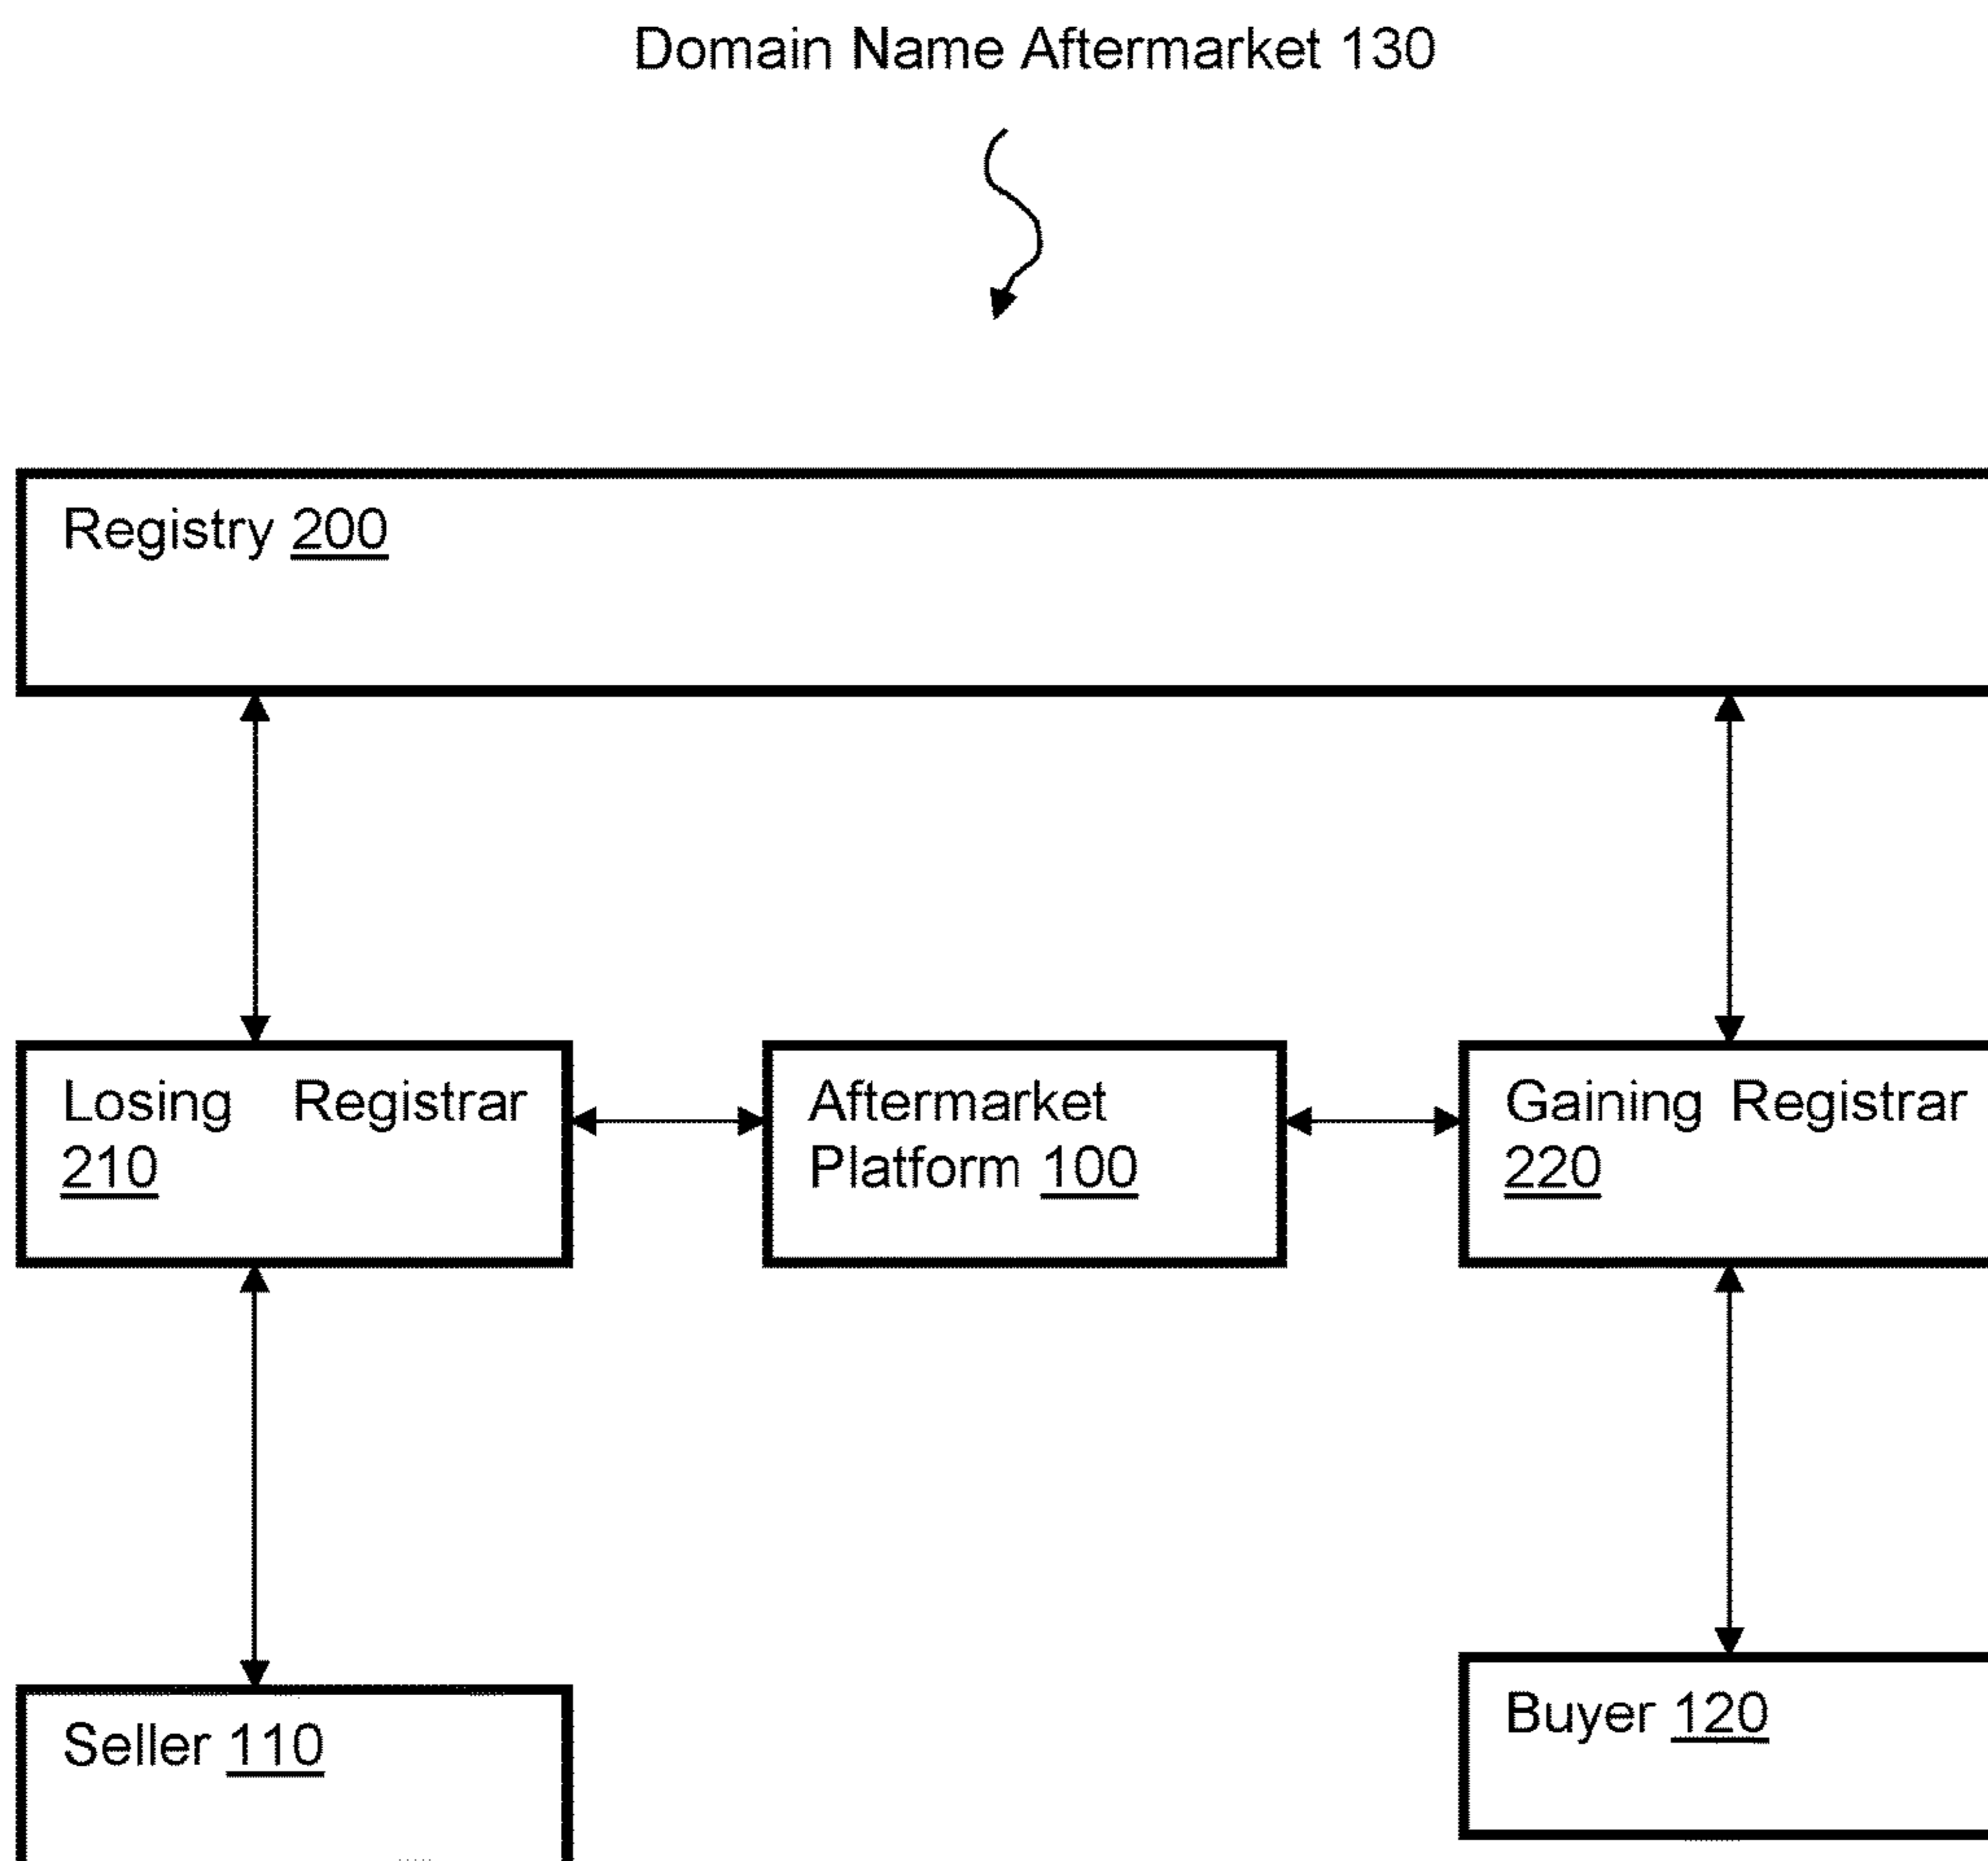 Domain Name Aftermarket 130
Registry 200
Losing Registrar
210
Aftermarket
Platform 100
Gaining Registrar
220
Seller 110
Buyer 120